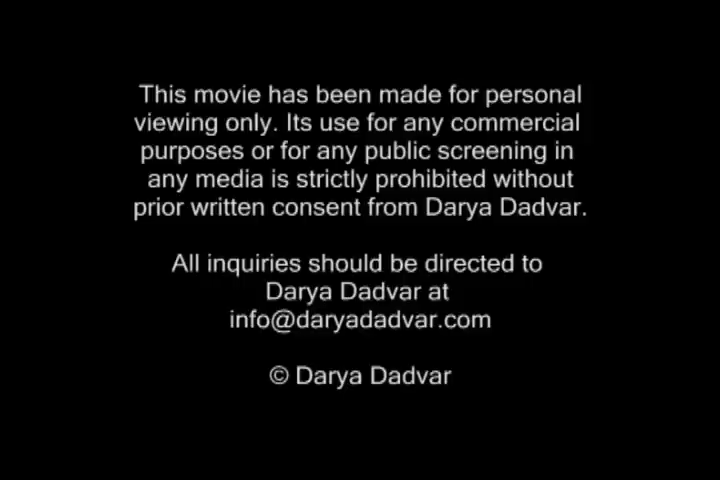 This movie has been made for personal
viewing only. Its use for any commercial
purposes or for any public screening in
any media is strictly prohibited without
prior written consent from Darya Dadvar.
All inquiries should be directed to
Darya Dadvar at
info@daryadadvar.com
© Darya Dadvar